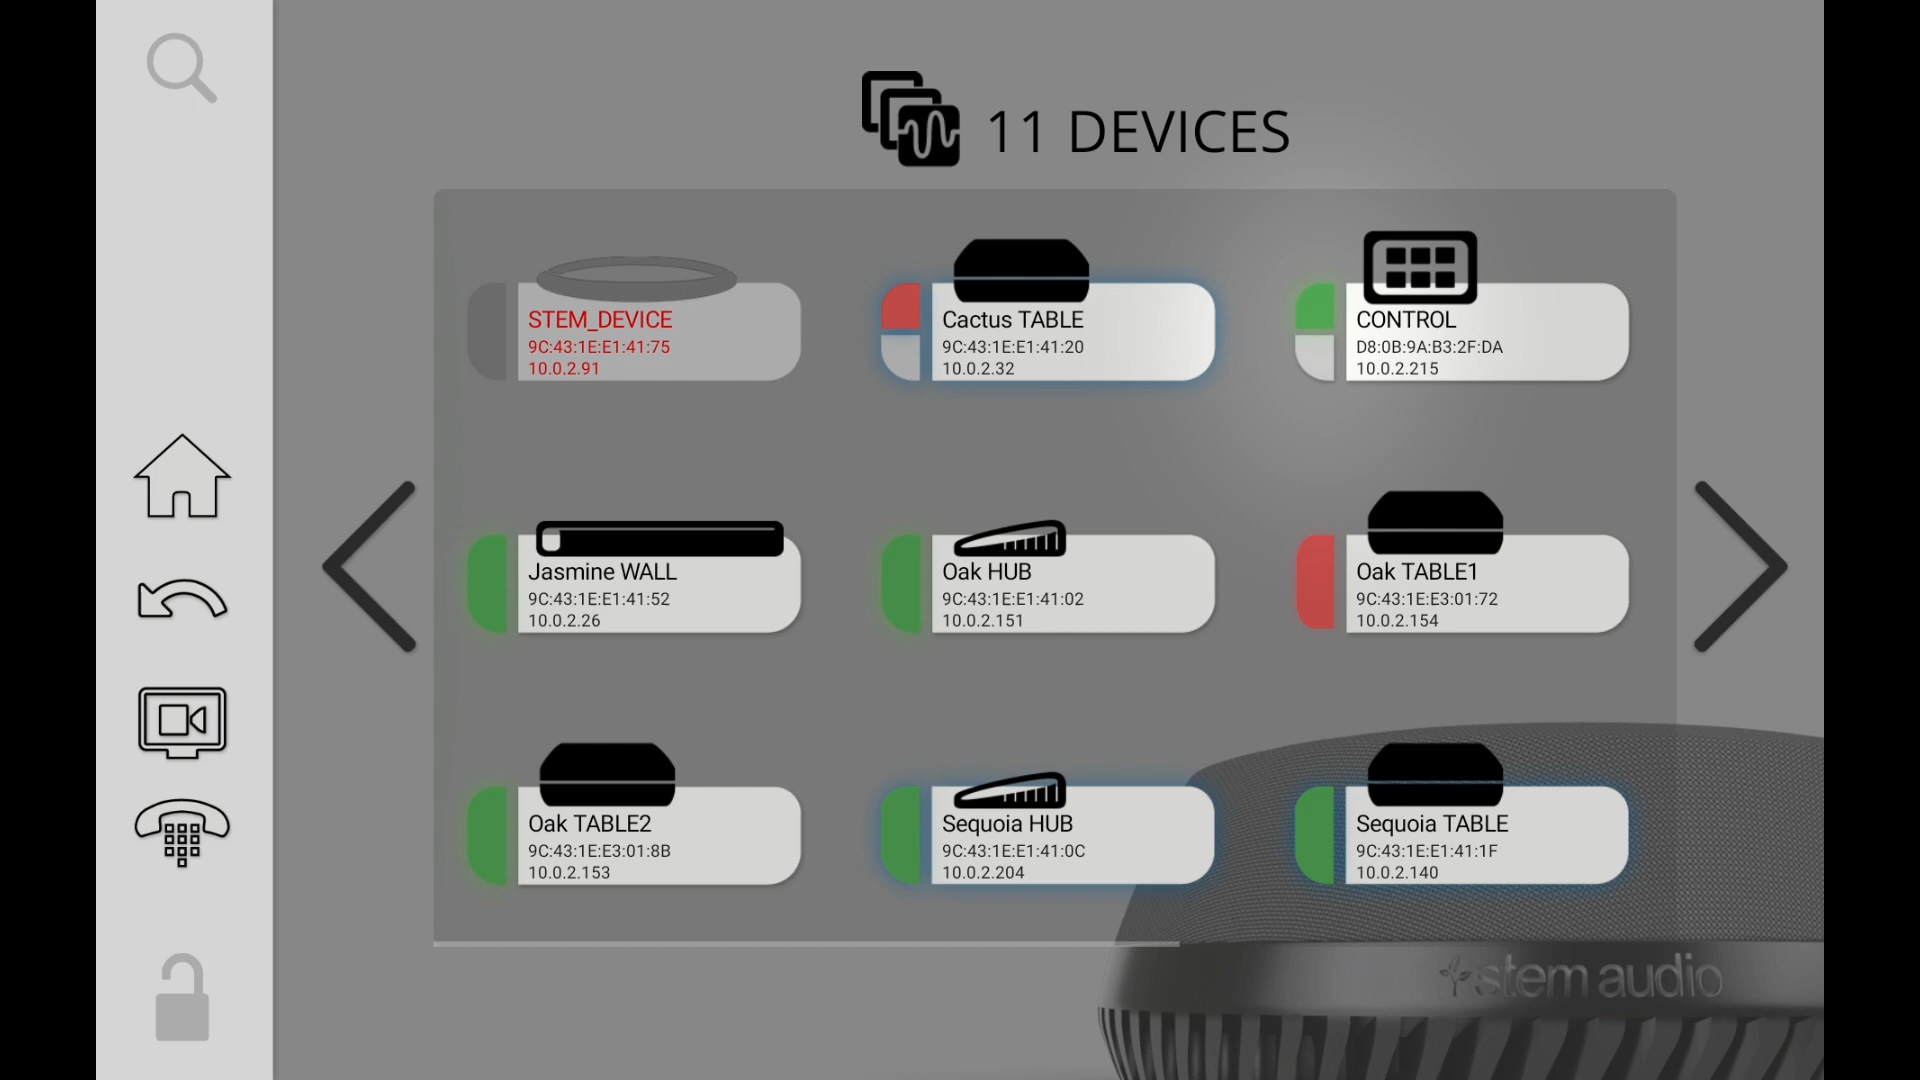 11 DEVICES
STEM_DEVICE
9C:43:1E:E1:41:75
10.0.2.91
Cactus TABLE
9C:43:1E:E1:41:20
10.0.2.32
CONTROL
D8:0B:9A:B3:2F:DA
10.0.2.215
Jasmine WALL
9C:43:1E:E1:41:52
10.0.2.26
Oak HUB
9C:43:1E:E1:41:02
10.0.2.151
Oak TABLE1
9C:43:1E:E3:01:72
10.0.2.154
Oak TABLE2
9C:43:1E:E3:01:8B
10.0.2.153
Sequoia HUB
9C:43:1E:E1:41:0C
10.0.2.204
Sequoia TABLE
9C:43:1E:E1:41:1F
10.0.2.140
stem audio